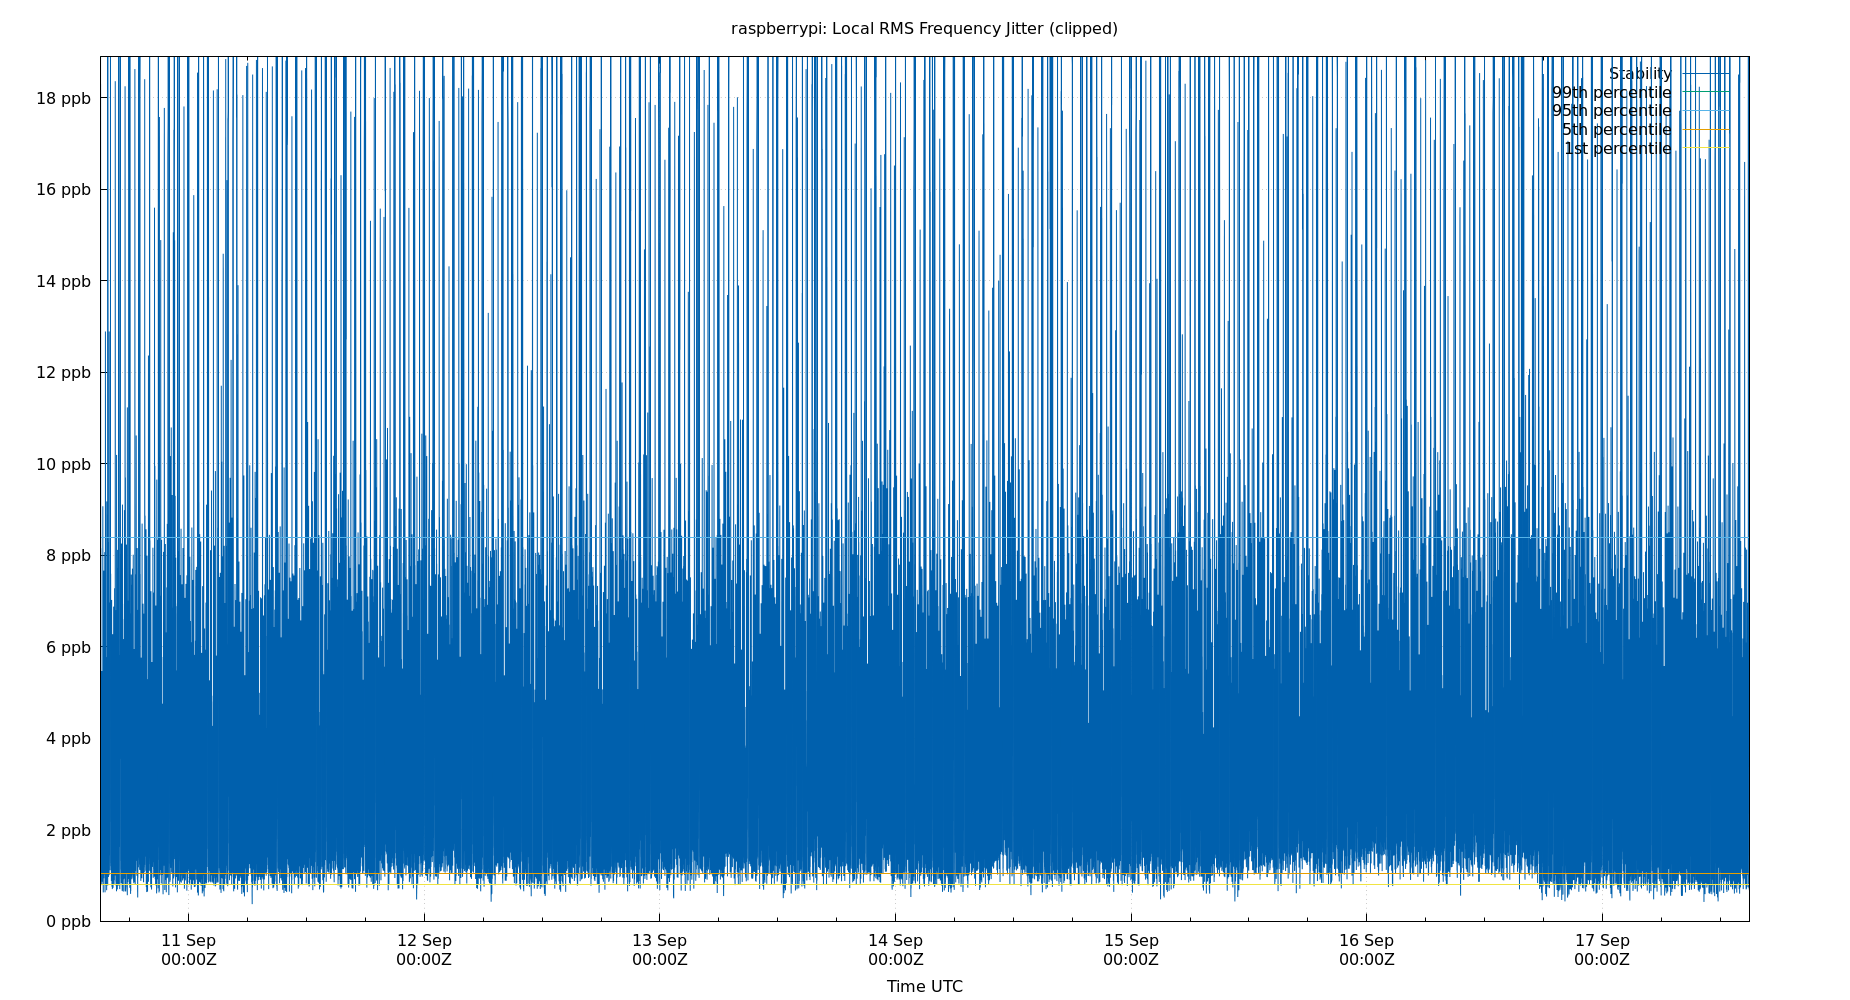 raspberrypi: Local RMS Frequency Jitter (clipped)
Stability
99th percentile
95th percentile
5th percentile
1st percentile
18 ppb
16 ppb
14 ppb
12 ppb
10 ppb
8 ppb
6 ppb
4 ppb
2 ppb
0 ppb
11 Sep 12 Sep 13 Sep 14 Sep 15 Sep 16 Sep 17 Sep
00:00Z 00:00Z 00:00Z 00:00Z 00:00Z 00:00Z 00:00Z
Time UTC